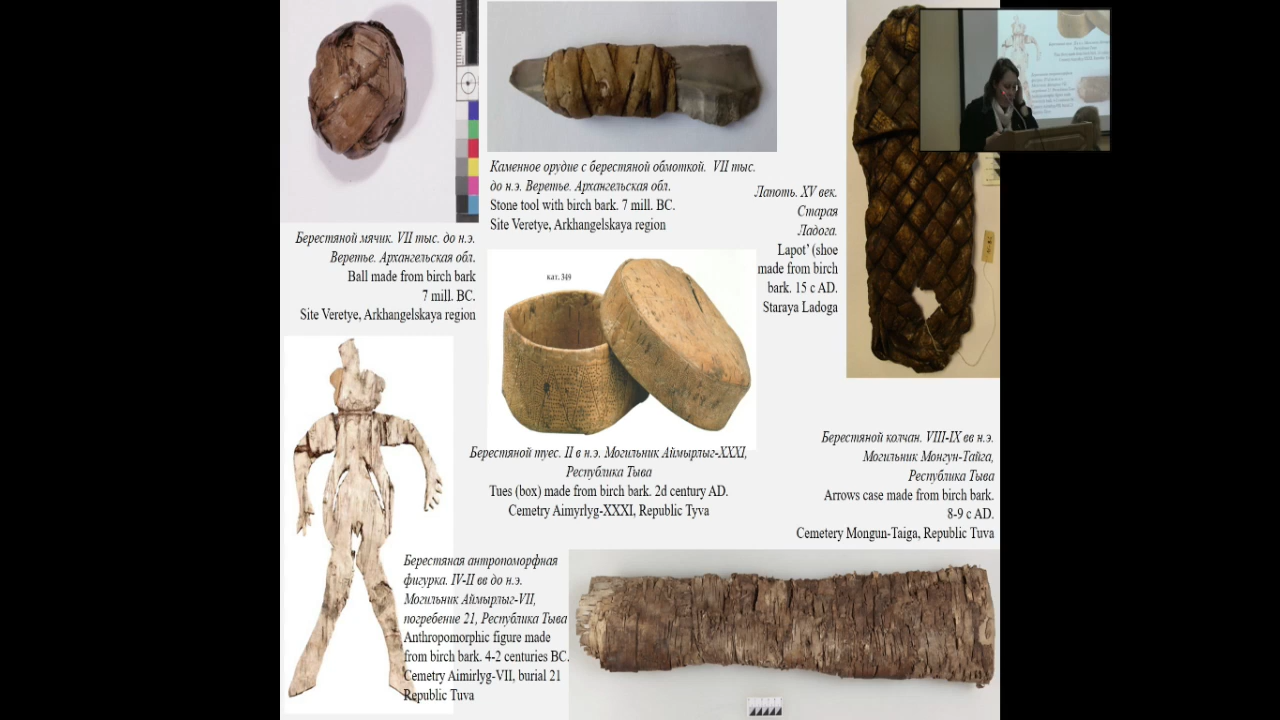 Берестяной мячик. VII тыс. до н.э.
Веретье. Архангельская обл.
Ball made from birch bark
7 mill. BC.
Site Veretye, Arkhangelskaya region
Каменное орудие с берестяной обмоткой. VII тыс.
до н.э. Веретье. Архангельская обл.
Stone tool with birch bark. 7 mill. BC.
Site Veretye, Arkhangelskaya region
Лапоть. XV век.
Старая
Ладога.
Lapot’ (shoe
made from birch
bark. 15 c AD.
Staraya Ladoga
кат. 349
Берестяной туес. II в н.э. Могильник Аймырлыг-XXXI,
Республика Тыва
Tues (box) made from birch bark. 2d century AD.
Cemetry Aimyrlyg-XXXI, Republic Tyva
Берестяной колчан. VIII-IX вв н.э.
Могильник Монгун-Тайга,
Республика Тыва
Arrows case made from birch bark.
8-9 c AD.
Cemetery Mongun-Taiga, Republic Tuva
Берестяная антропоморфная
фигурка. IV-II вв до н.э.
Могильник Аймырлыг-VII,
погребение 21, Республика Тыва
Anthropomorphic figure made
from birch bark. 4-2 centuries BC.
Cemetry Aimirlyg-VII, burial 21
Republic Tuva